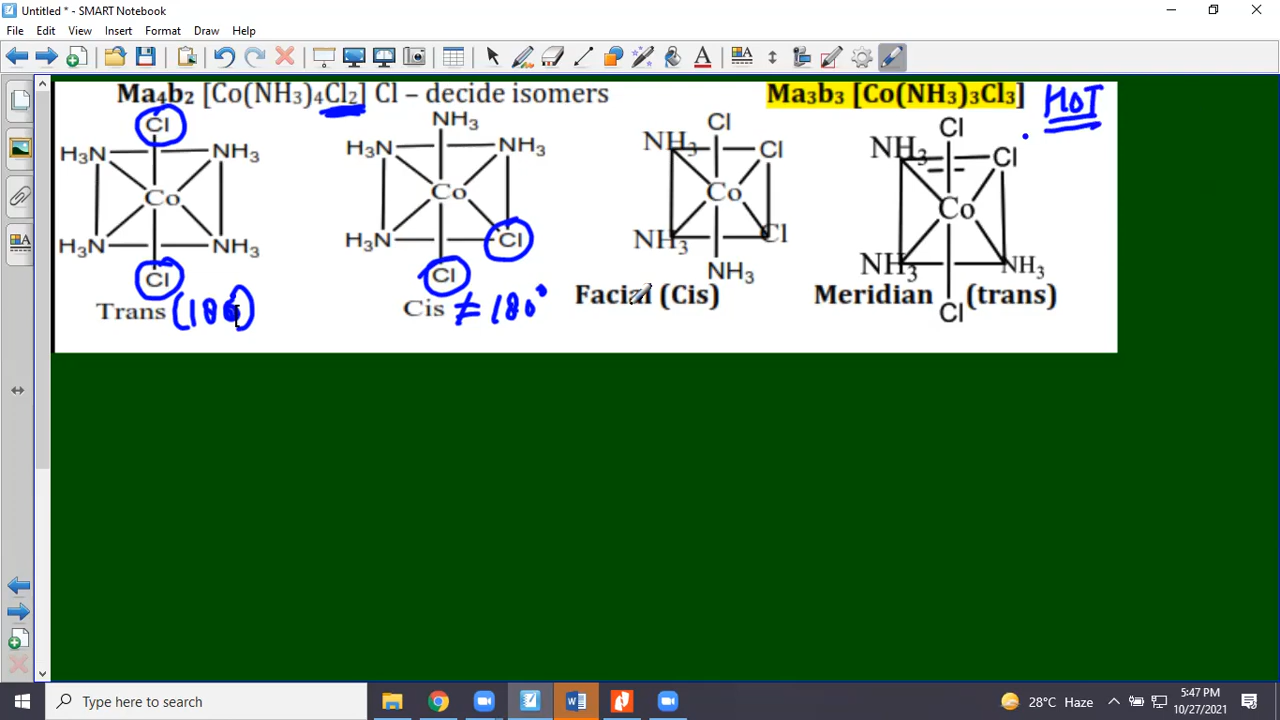 Untitled * - SMART Notebook
File Edit View Insert Format Draw Help
Ma4b2 [Co(NH3)4Cl2] Cl – decide isomers
Ma3b3 [Co(NH3)3Cl3]
HOT
Cl
H3N NH3
Co
H3N NH3
Cl
Trans (180)
NH3
H3N NH3
Co
H3N Cl
Cl
Cis ≠ 180°
Cl
NH3 Cl
Co
NH3 Cl
NH3
Facial (Cis)
Cl
NH3 Cl
Co
NH3 NH3
Meridian (trans)
Cl
Type here to search
28°C Haze
5:47 PM
10/27/2021